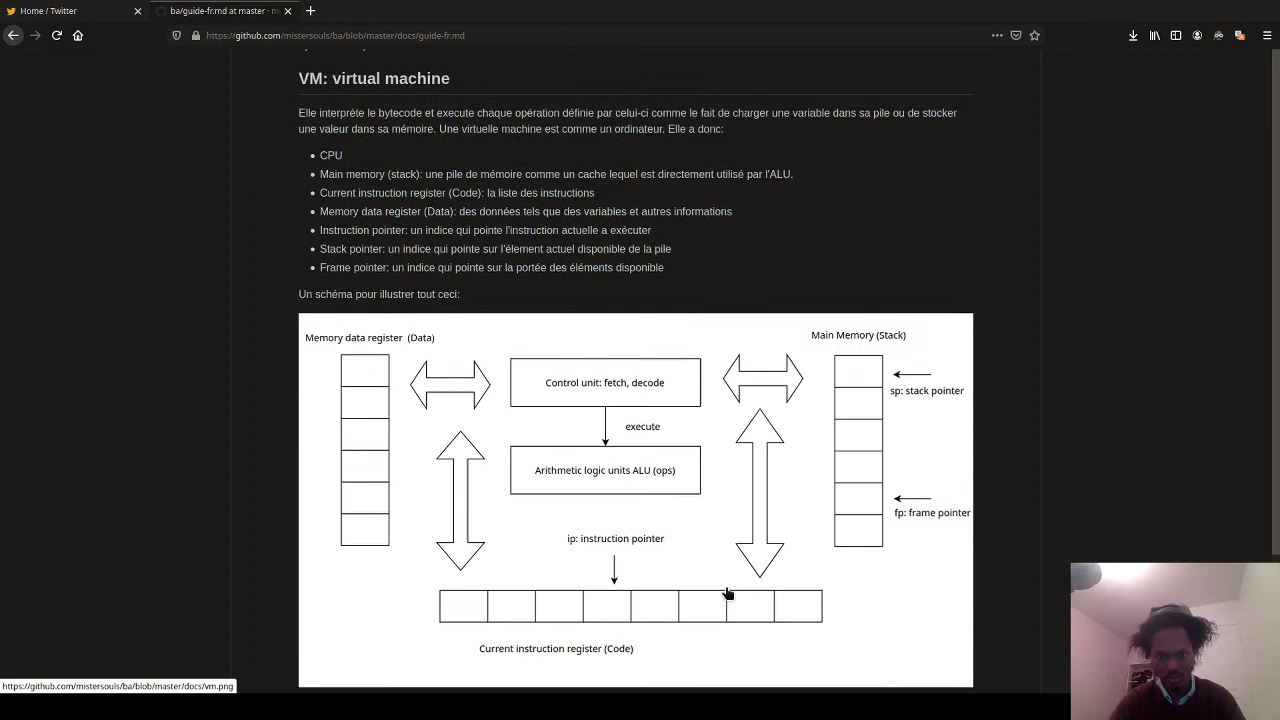 Home / Twitter
ba/guide-fr.md at master · m
https://github.com/mistersouls/ba/blob/master/docs/guide-fr.md
VM: virtual machine
Elle interprète le bytecode et execute chaque opération définie par celui-ci comme le fait de charger une variable dans sa pile ou de stocker
une valeur dans sa mémoire. Une virtuelle machine est comme un ordinateur. Elle a donc:
CPU
Main memory (stack): une pile de mémoire comme un cache lequel est directement utilisé par l'ALU.
Current instruction register (Code): la liste des instructions
Memory data register (Data): des données tels que des variables et autres informations
Instruction pointer: un indice qui pointe l'instruction actuelle a exécuter
Stack pointer: un indice qui pointe sur l'élement actuel disponible de la pile
Frame pointer: un indice qui pointe sur la portée des éléments disponible
Un schéma pour illustrer tout ceci:
Memory data register (Data)
Main Memory (Stack)
Control unit: fetch, decode
sp: stack pointer
execute
Arithmetic logic units ALU (ops)
fp: frame pointer
ip: instruction pointer
Current instruction register (Code)
https://github.com/mistersouls/ba/blob/master/docs/vm.png